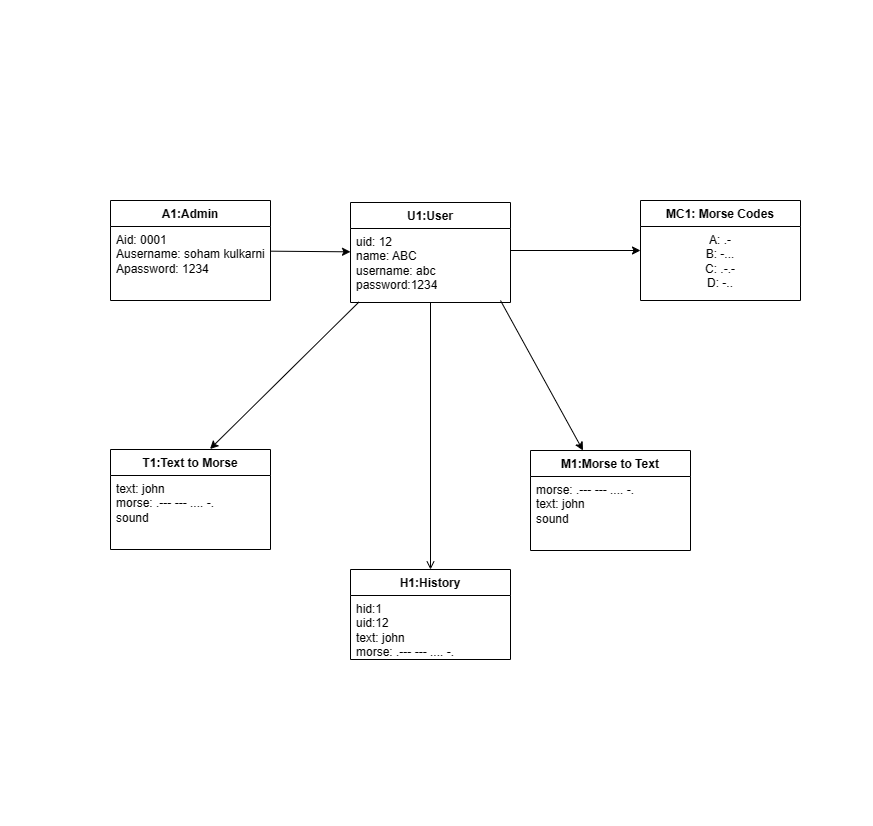 A1:Admin
Aid: 0001
Ausername: soham kulkarni
Apassword: 1234
U1:User
uid: 12
name: ABC
username: abc
password:1234
MC1: Morse Codes
A: .-
B: -...
C: .-.-
D: -..
T1:Text to Morse
text: john
morse: .--- --- .... -.
sound
M1:Morse to Text
morse: .--- --- .... -.
text: john
sound
H1:History
hid:1
uid:12
text: john
morse: .--- --- .... -.